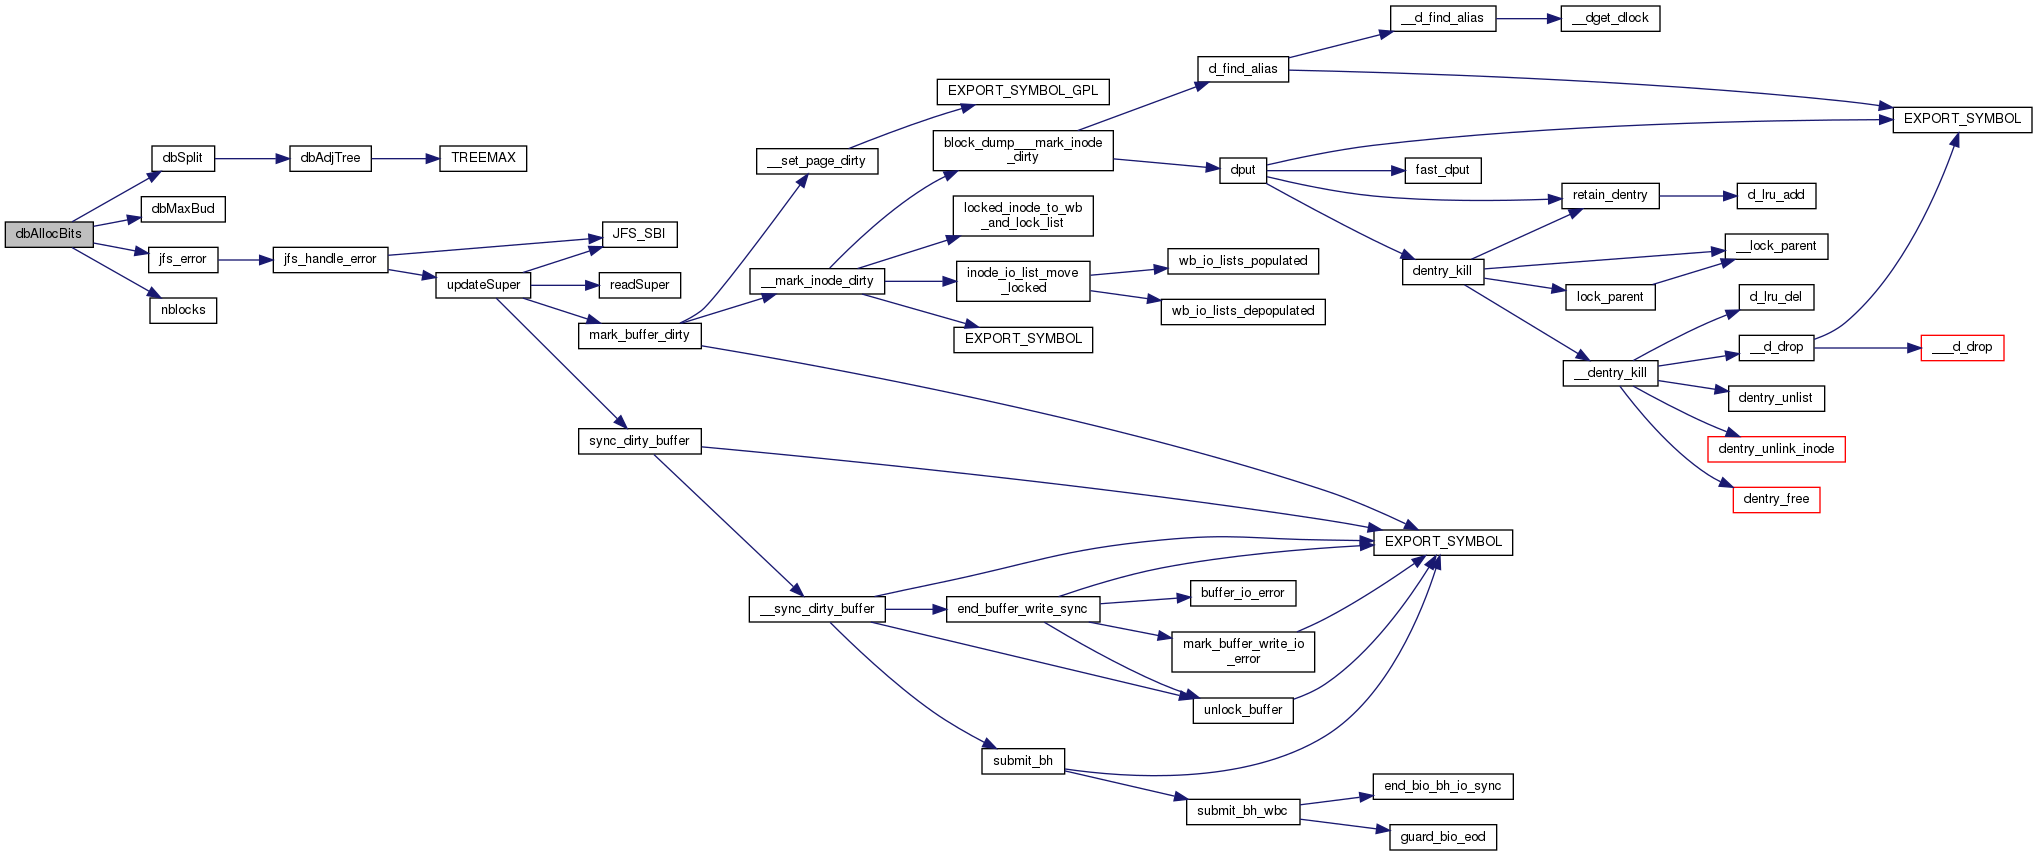 dbAllocBits
dbSplit
dbAdjTree
TREEMAX
dbMaxBud
jfs_error
jfs_handle_error
JFS_SBI
updateSuper
readSuper
nblocks
mark_buffer_dirty
__set_page_dirty
EXPORT_SYMBOL_GPL
__mark_inode_dirty
block_dump___mark_inode
_dirty
locked_inode_to_wb
_and_lock_list
inode_io_list_move
_locked
EXPORT_SYMBOL
wb_io_lists_populated
wb_io_lists_depopulated
d_find_alias
__d_find_alias
__dget_dlock
EXPORT_SYMBOL
dput
fast_dput
retain_dentry
d_lru_add
dentry_kill
__lock_parent
lock_parent
__dentry_kill
d_lru_del
__d_drop
___d_drop
dentry_unlist
dentry_unlink_inode
dentry_free
sync_dirty_buffer
EXPORT_SYMBOL
__sync_dirty_buffer
end_buffer_write_sync
buffer_io_error
mark_buffer_write_io
_error
unlock_buffer
submit_bh
submit_bh_wbc
end_bio_bh_io_sync
guard_bio_eod